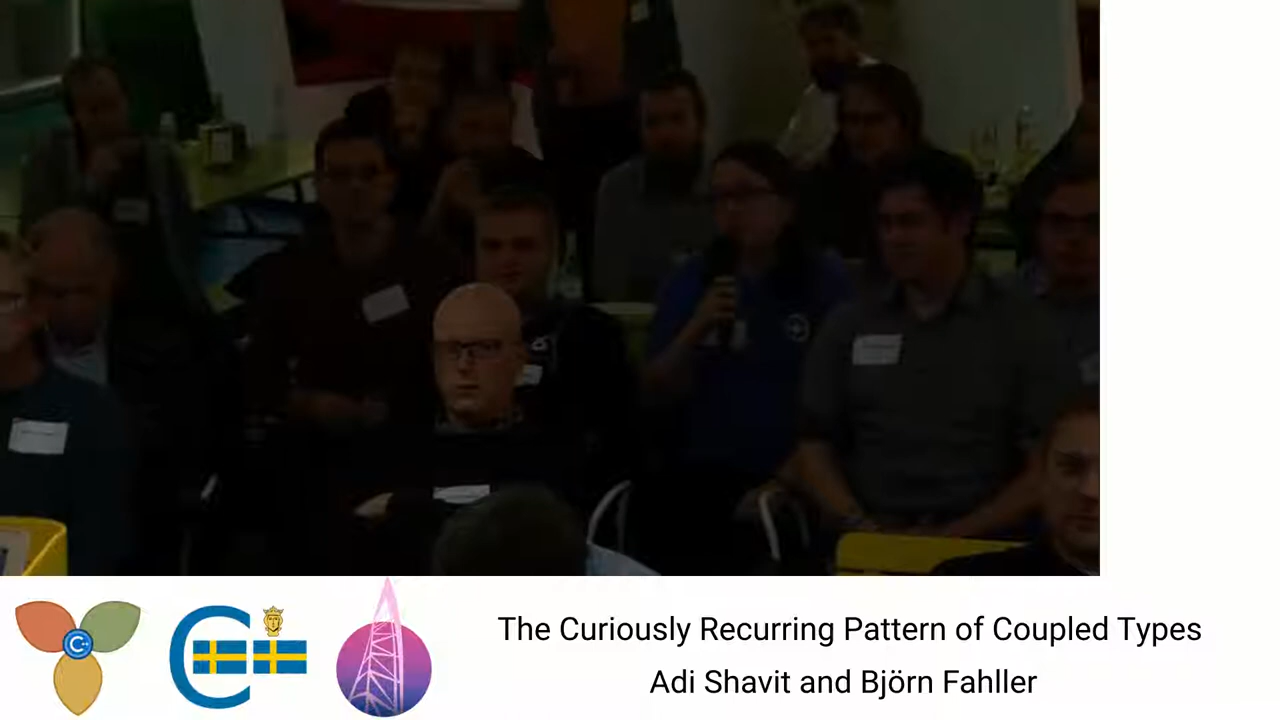 The Curiously Recurring Pattern of Coupled Types
Adi Shavit and Björn Fahller